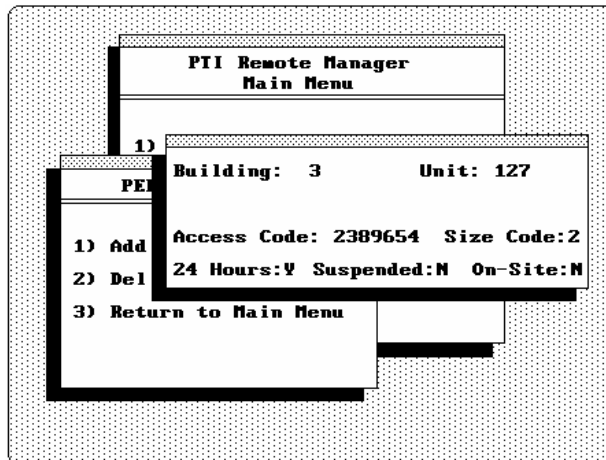 PTI Remote Manager
Main Menu
1)
Building: 3 Unit: 127
Access Code: 2389654 Size Code:2
24 Hours:Y Suspended:N On-Site:N
1) Add
2) Del
3) Return to Main Menu